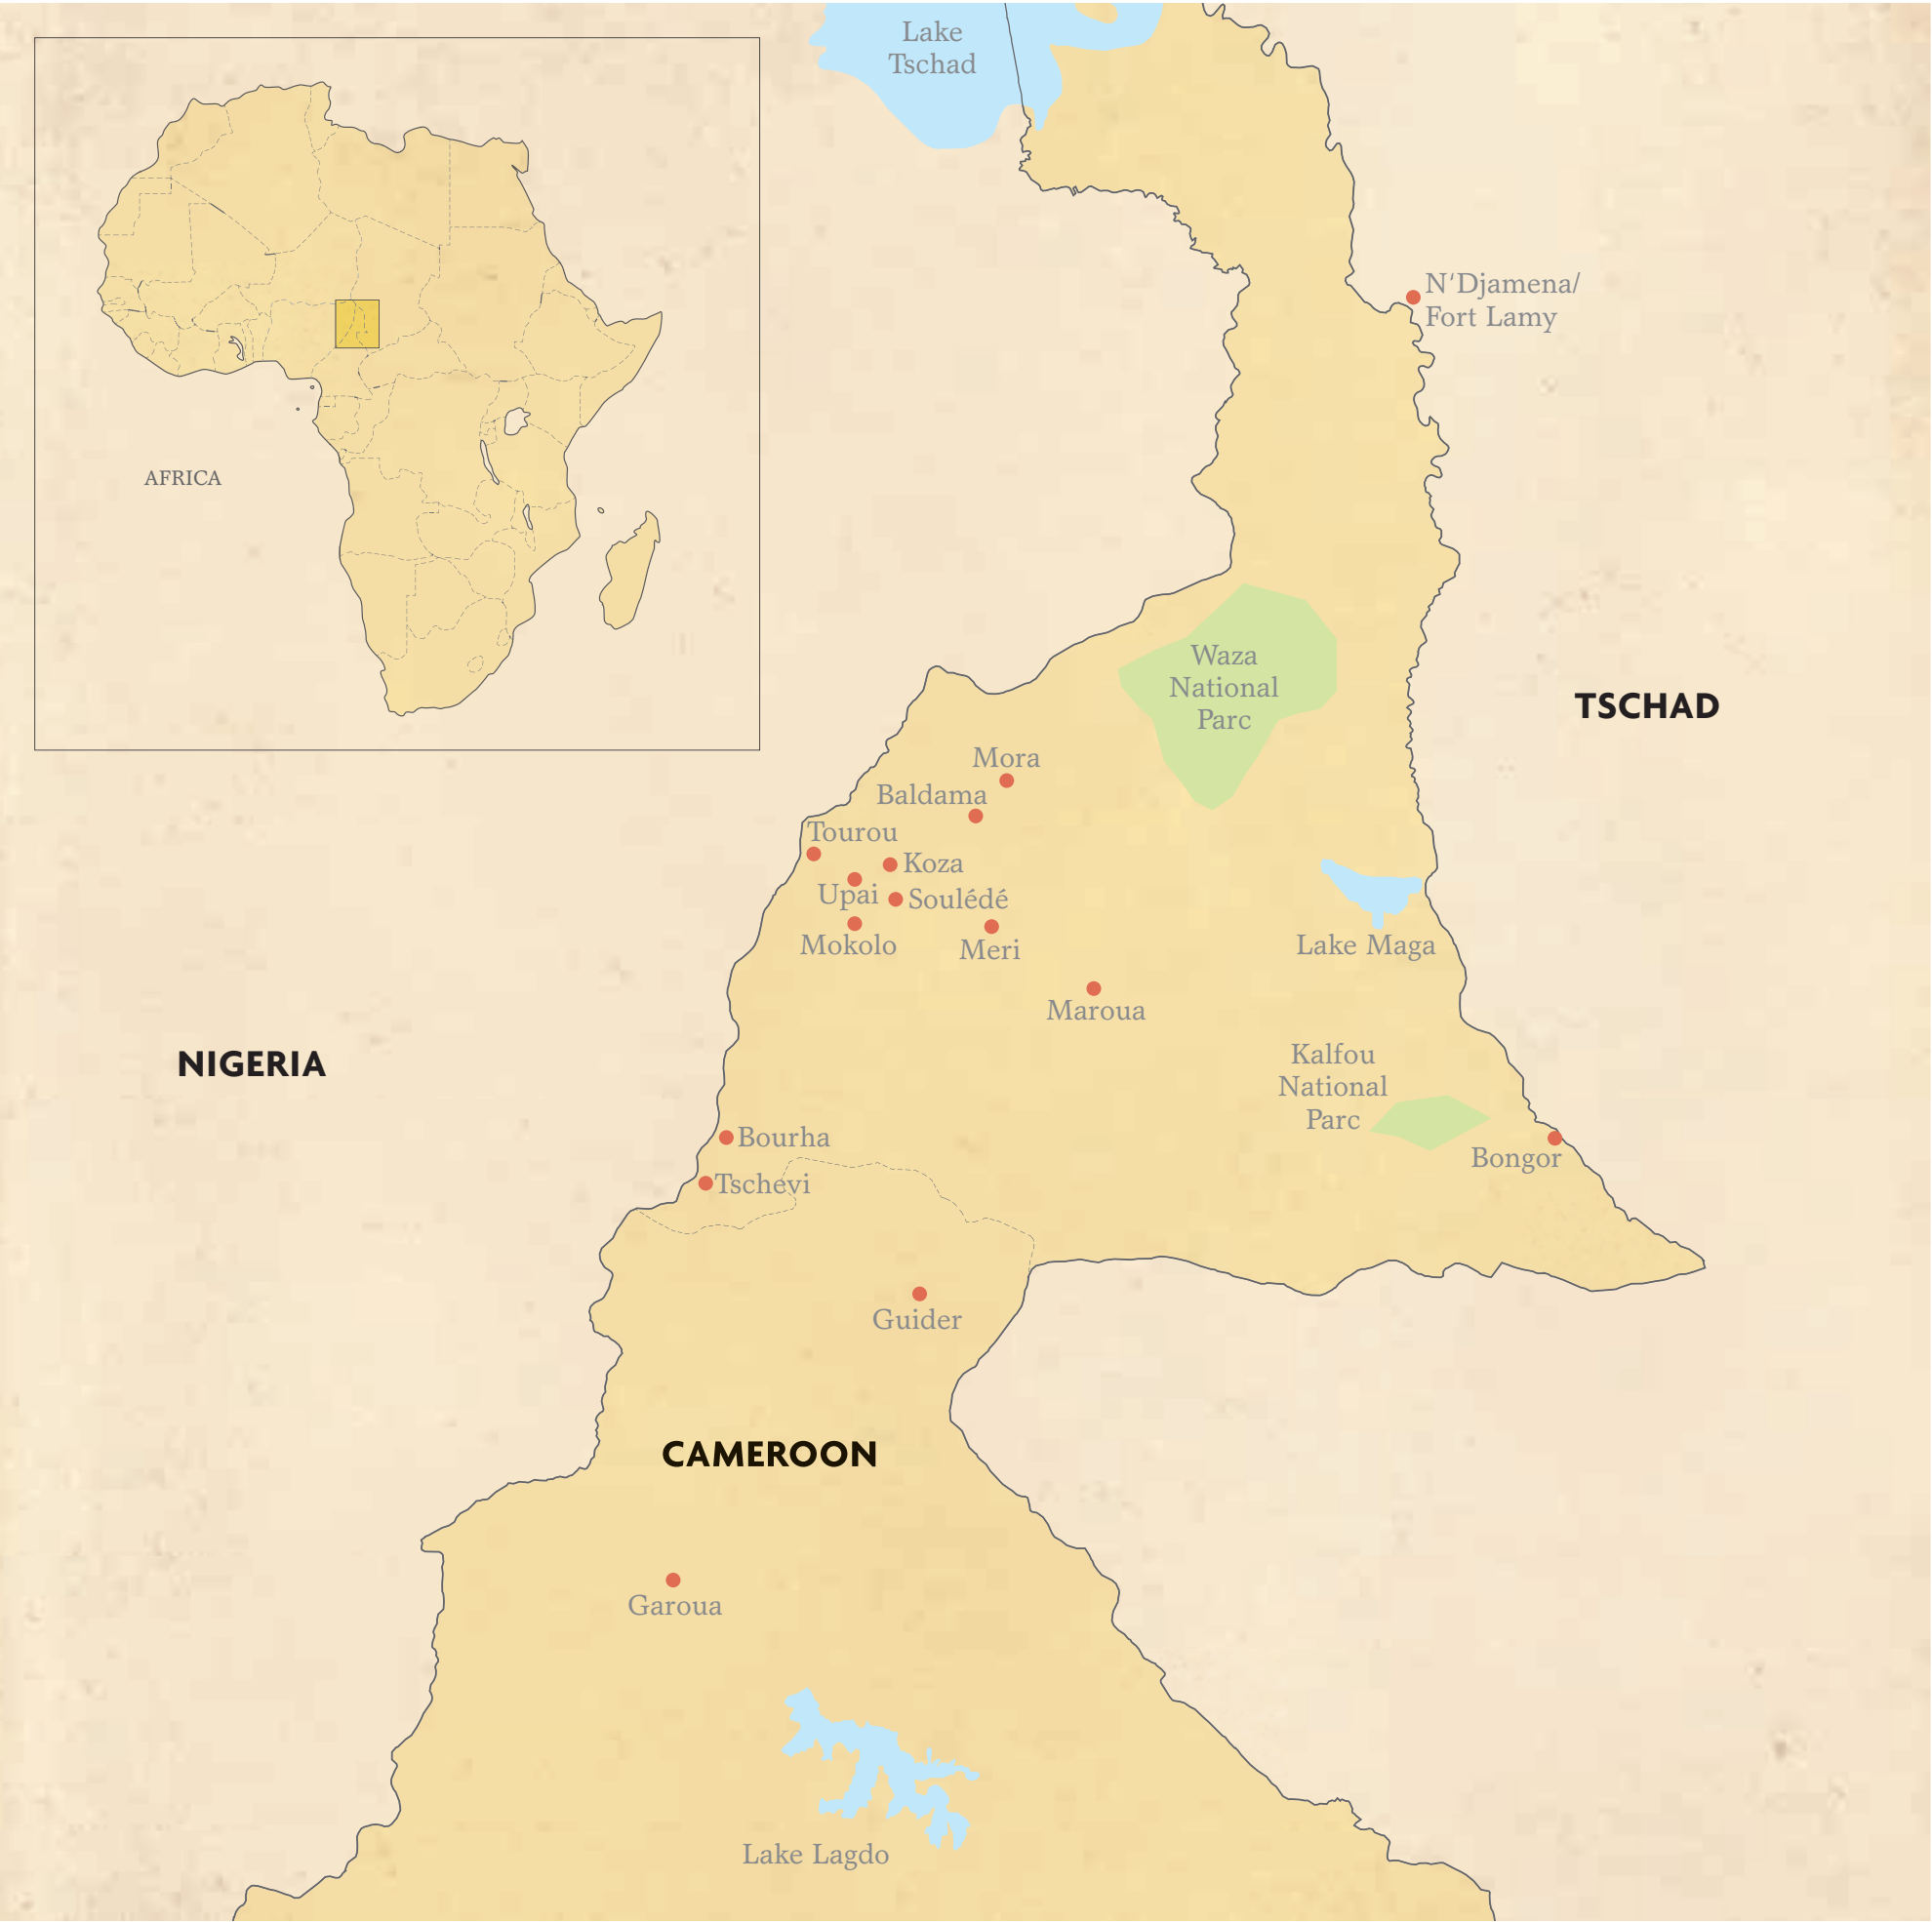 Lake
Tschad
N'Djamena/
Fort Lamy
AFRICA
Waza
National
Parc
TSCHAD
Mora
Baldama
Tourou
Koza
Upai
Soulédé
Mokolo
Meri
Lake Maga
Maroua
NIGERIA
Kalfou
National
Parc
Bourha
Bongor
Tschevi
Guider
CAMEROON
Garoua
Lake Lagdo